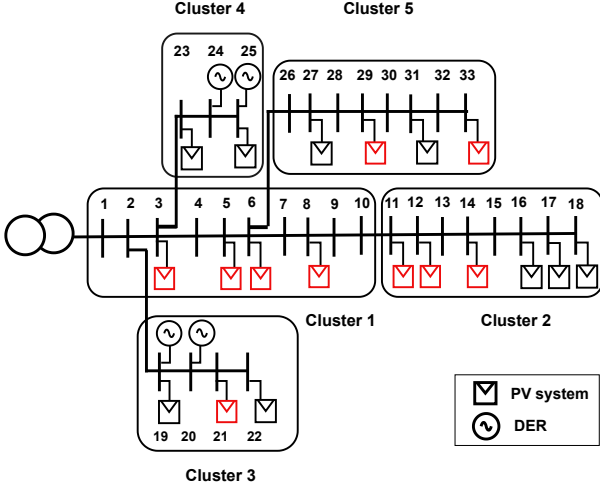 Cluster 4 Cluster 5
23 24 25
26 27 28 29 30 31 32 33
1 2 3 4 5 6 7 8 9 10 11 12 13 14 15 16 17 18
Cluster 1 Cluster 2
PV system
DER
19 20 21 22
Cluster 3